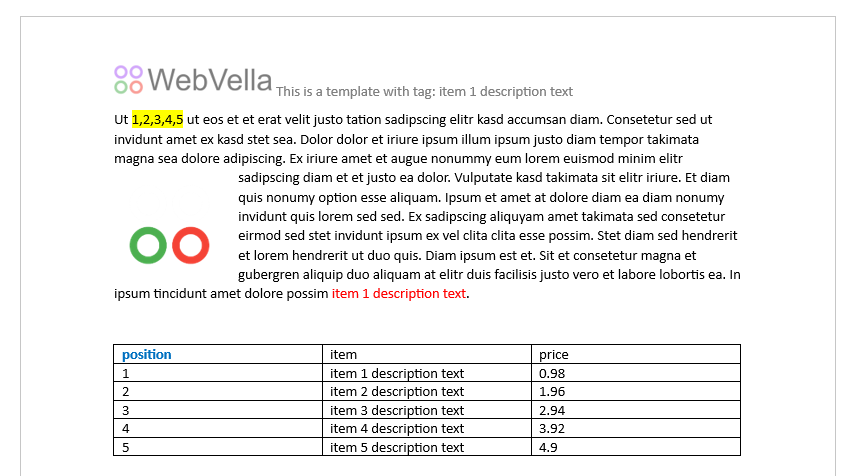 WebVella This is a template with tag: item 1 description text
Ut 1,2,3,4,5 ut eos et et erat velit justo tation sadipscing elitr kasd accumsan diam. Consetetur sed ut
invidunt amet ex kasd stet sea. Dolor dolor et iriure ipsum illum ipsum justo diam tempor takimata
magna sea dolore adipiscing. Ex iriure amet et augue nonummy eum lorem euismod minim elitr
sadipscing diam et et justo ea dolor. Vulputate kasd takimata sit elitr iriure. Et diam
quis nonumy option esse aliquam. Ipsum et amet at dolore diam ea diam nonumy
invidunt quis lorem sed sed. Ex sadipscing aliquyam amet takimata sed consetetur
eirmod sed stet invidunt ipsum ex vel clita clita esse possim. Stet diam sed hendrerit
et lorem hendrerit ut duo quis. Diam ipsum est et. Sit et consetetur magna et
gubergren aliquip duo aliquam at elitr duis facilisis justo vero et labore lobortis ea. In
ipsum tincidunt amet dolore possim item 1 description text.
position item price
1 item 1 description text 0.98
2 item 2 description text 1.96
3 item 3 description text 2.94
4 item 4 description text 3.92
5 item 5 description text 4.9